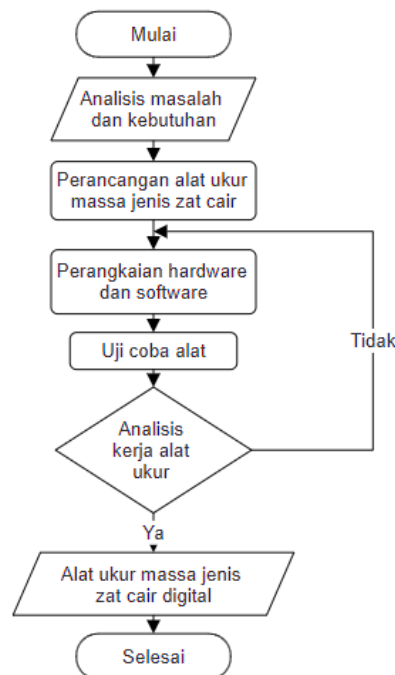 Mulai
Analisis masalah
dan kebutuhan
Perancangan alat ukur
massa jenis zat cair
Perangkaian hardware
dan software
Uji coba alat
Tidak
Analisis
kerja alat
ukur
Ya
Alat ukur massa jenis
zat cair digital
Selesai